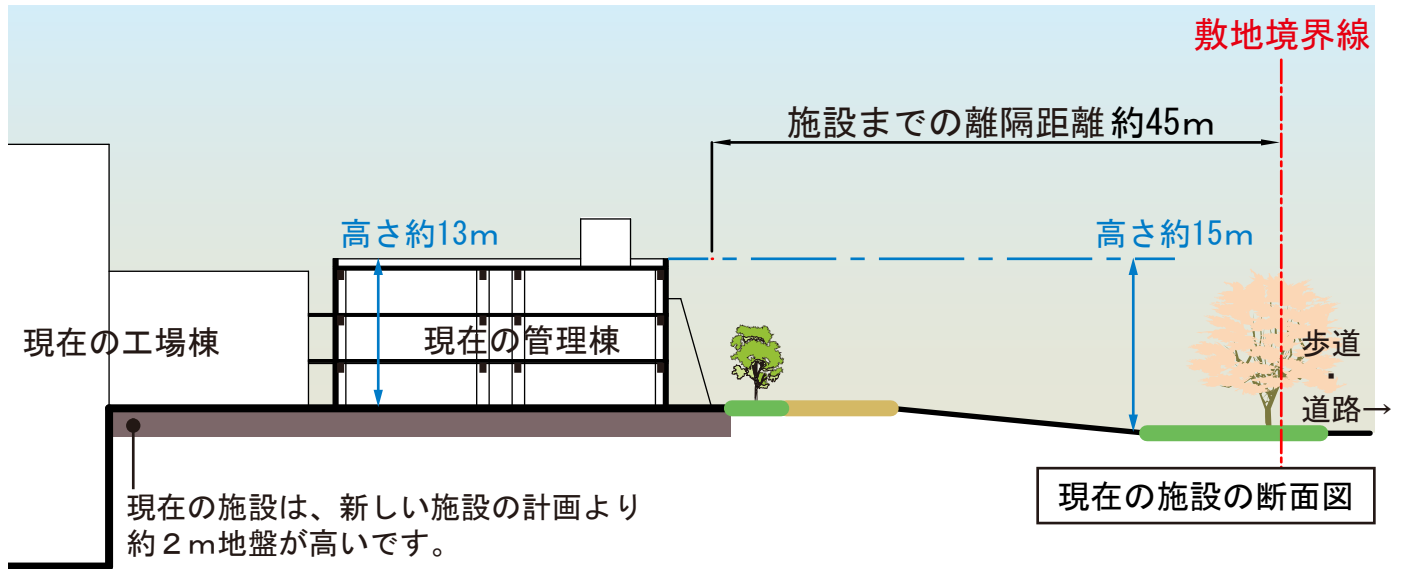 敷地境界線
施設までの離隔距離 約45m
高さ約13m
高さ約15m
現在の工場棟
現在の管理棟
歩道
・
道路→
現在の施設は、新しい施設の計画より
約２ｍ地盤が高いです。
現在の施設の断面図